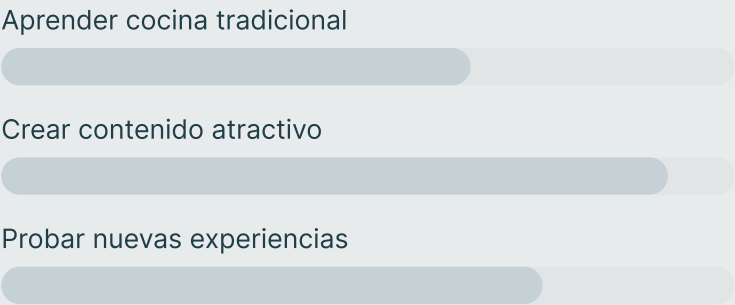 Aprender cocina tradicional
Crear contenido atractivo
Probar nuevas experiencias